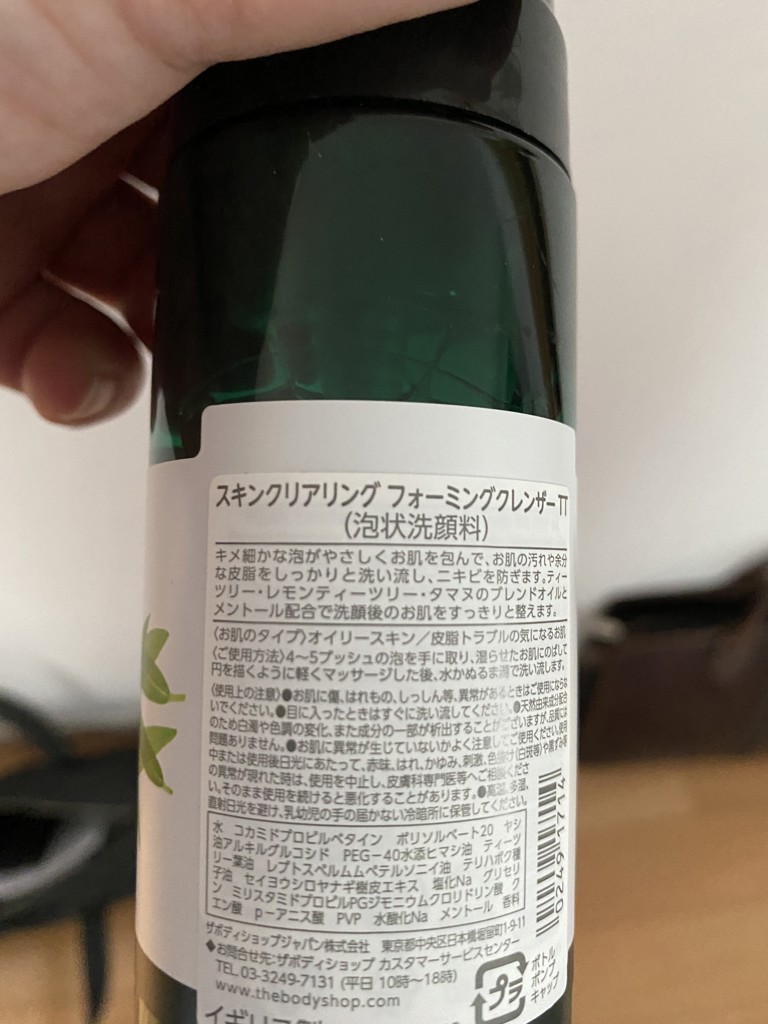 スキンクリアリング フォーミングクレンザー TT
(泡状洗顔料)
キメ細かな泡がやさしくお肌を包んで、お肌の汚れや余分
な皮脂をしっかりと洗い流し、ニキビを防ぎます。ティー
ツリー・レモンティーツリー・タマヌのブレンドオイルと
メントール配合で洗顔後のお肌をすっきりと整えます。
〈お肌のタイプ〉オイリースキン／皮脂トラブルの気になるお肌
〈ご使用方法〉4〜5プッシュの泡を手に取り、湿らせたお肌にのばして
円を描くように軽くマッサージした後、水かぬるま湯で洗い流します。
〈使用上の注意〉●お肌に傷、はれもの、しっしん等、異常があるときはご使用にならな
いでください。●目に入ったときはすぐに洗い流してください。●天然由来成分配合
のため白濁や色調の変化、また成分の一部が析出することがございますが、品質には
問題ありません。●お肌に異常が生じていないかよく注意してご使用ください。使用
中または使用後日光にあたって、赤味、はれ、かゆみ、刺激、色抜け(白斑等)や黒ずみ等
の異常が現れた時は、使用を中止し、皮膚科専門医等へご相談くださ
い。そのまま使用を続けると悪化することがあります。●高温、多湿、
直射日光を避け、乳幼児の手の届かない冷暗所に保管してください。
水 コカミドプロピルベタイン ポリソルベート20 ヤシ
油アルキルグルコシド PEG－40水添ヒマシ油 ティーツ
リー葉油 レプトスペルムムペテルソニイ油 テリハボク種
子油 セイヨウシロヤナギ樹皮エキス 塩化Na グリセリ
ン ミリスタミドプロピルPGジモニウムクロリドリン酸 ク
エン酸 p－アニス酸 PVP 水酸化Na メントール 香料
ザボディショップジャパン株式会社 東京都中央区日本橋堀留町1-9-11
◆お問合せ先:ザボディショップ カスタマーサービスセンター
TEL 03-3249-7131 (平日 10時〜18時)
www.thebodyshop.com
02491714
プラ
ボトル
ポンプ
キャップ